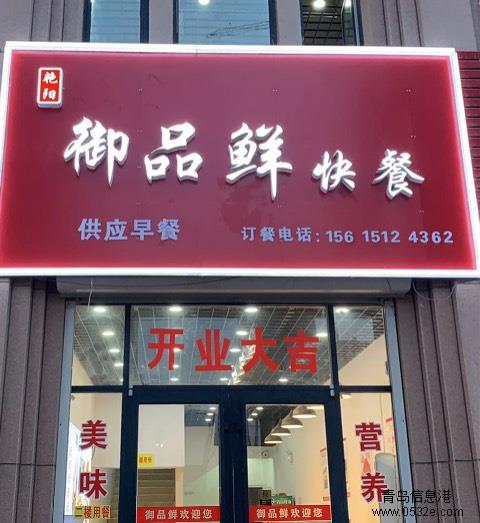 艳阳
御品鲜快餐
供应早餐
订餐电话：156 1512 4362
开业大吉
美味
营养
二楼用餐
御品鲜欢迎您
御品鲜欢迎您
青岛信息港
www.0532e.com